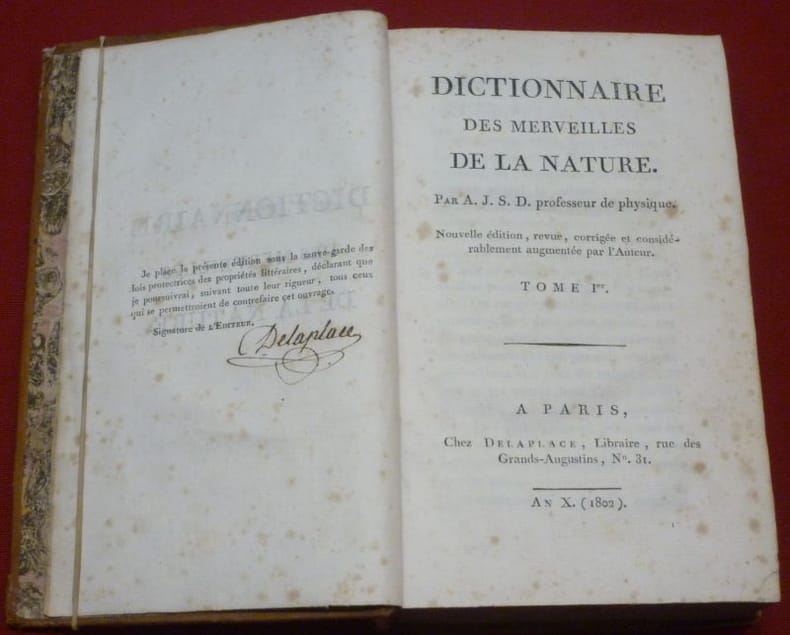 Je place la présente édition sous la sauve-garde des
lois protectrices des propriétés littéraires, déclarant que
je poursuivrai, suivant toute leur rigueur, tous ceux
qui se permettroient de contrefaire cet ouvrage.
Signature de L'EDITEUR.
Delaplace
DICTIONNAIRE
DES MERVEILLES
DE LA NATURE.
PAR A. J. S. D. professeur de physique.
Nouvelle édition, revue, corrigée et considé-
rablement augmentée par l'Auteur.
TOME Ier.
A PARIS,
Chez DELAPLACE, Libraire, rue des
Grands-Augustins, No. 31.
AN X. (1802).